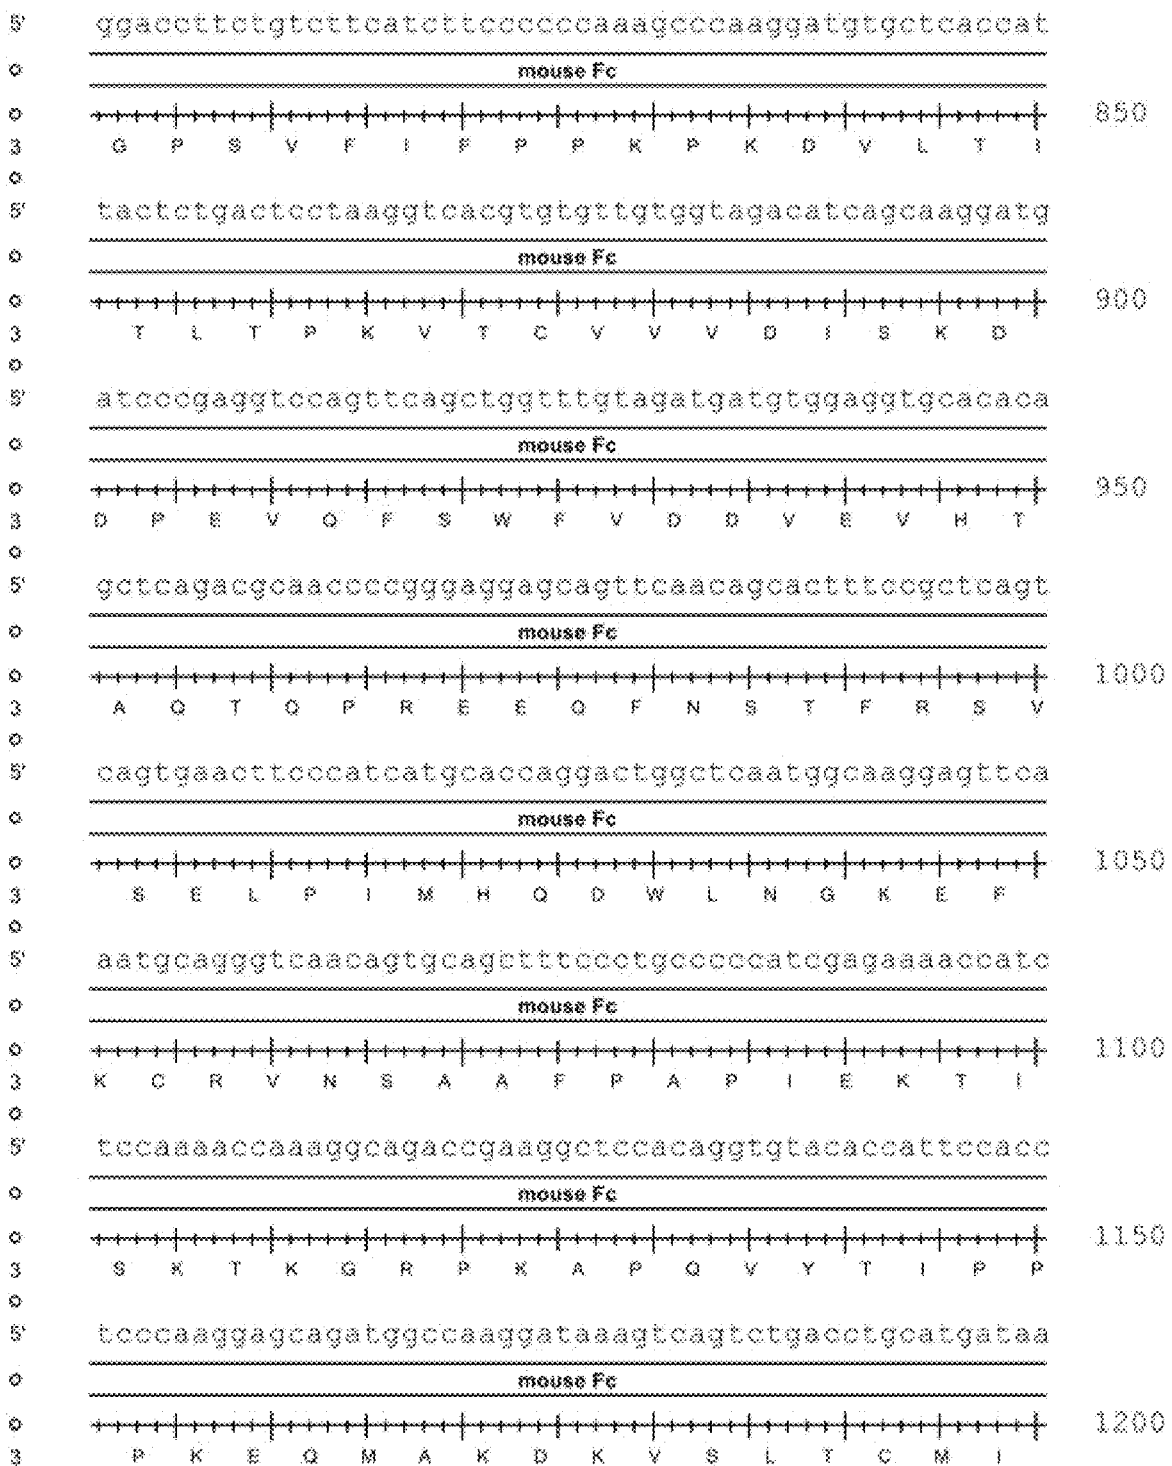 5' ggaccttctgtcttcatcttccccccaaagcccaaggatgtgctcaccat
o mouse Fc
o 850
3 G P S V F I F P P K P K D V L T I
o
5' tactctgactcctaaggtcacgtgtgttgtggtagacatcagcaaggatg
o mouse Fc
o 900
3 T L T P K V T C V V V D I S K D
o
5' atcccgaggtccagttcagctggtttgtagatgatgtggaggtgcacaca
o mouse Fc
o 950
3 D P E V Q F S W F V D D V E V H T
o
5' gctcagacgcaaccccgggaggagcagttcaacagcactttccgctcagt
o mouse Fc
o 1000
3 A Q T Q P R E E Q F N S T F R S V
o
5' cagtgaacttcccatcatgcaccaggactggctcaatggcaaggagttca
o mouse Fc
o 1050
3 S E L P I M H Q D W L N G K E F
o
5' aatgcagggtcaacagtgcagctttccctgcccccatcgagaaaaccatc
o mouse Fc
o 1100
3 K C R V N S A A F P A P I E K T I
o
5' tccaaaaccaaaggcagaccgaaggctccacaggtgtacaccattccacc
o mouse Fc
o 1150
3 S K T K G R P K A P Q V Y T I P P
o
5' tcccaaggagcagatggccaaggataaagtcagtctgacctgcatgataa
o mouse Fc
o 1200
3 P K E Q M A K D K V S L T C M I